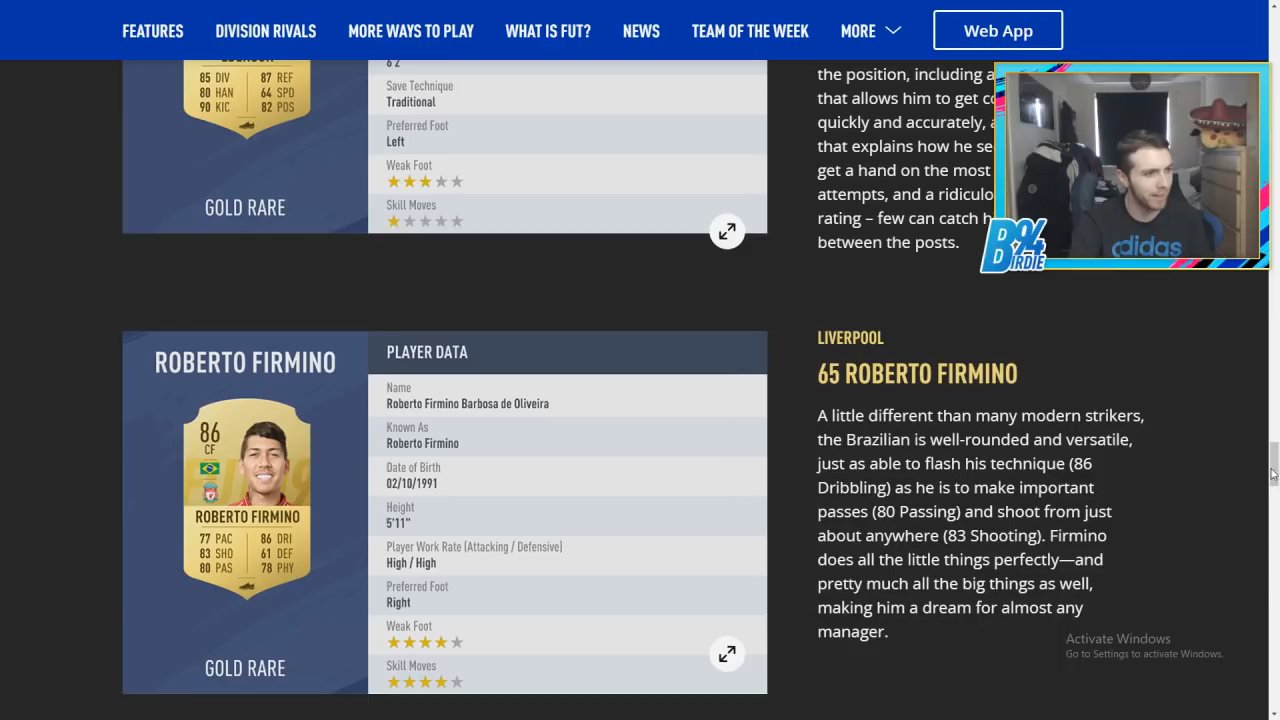 FEATURES
DIVISION RIVALS
MORE WAYS TO PLAY
WHAT IS FUT?
NEWS
TEAM OF THE WEEK
MORE
Web App
85 DIV 87 REF
80 HAN 64 SPD
90 KIC 82 POS
GOLD RARE
6'2"
Save Technique
Traditional
Preferred Foot
Left
Weak Foot
Skill Moves
the position, including a
that allows him to get
quickly and accurately,
that explains how he
get a hand on the most
attempts, and a
rating – few can catch
between the posts.
adidas
B94
BIRDIE
ROBERTO FIRMINO
86
CF
ROBERTO FIRMINO
77 PAC 86 DRI
83 SHO 61 DEF
80 PAS 78 PHY
GOLD RARE
PLAYER DATA
Name
Roberto Firmino Barbosa de Oliveira
Known As
Roberto Firmino
Date of Birth
02/10/1991
Height
5'11"
Player Work Rate (Attacking / Defensive)
High / High
Preferred Foot
Right
Weak Foot
Skill Moves
LIVERPOOL
65 ROBERTO FIRMINO
A little different than many modern strikers,
the Brazilian is well-rounded and versatile,
just as able to flash his technique (86
Dribbling) as he is to make important
passes (80 Passing) and shoot from just
about anywhere (83 Shooting). Firmino
does all the little things perfectly—and
pretty much all the big things as well,
making him a dream for almost any
manager.
Activate Windows
Go to Settings to activate Windows.